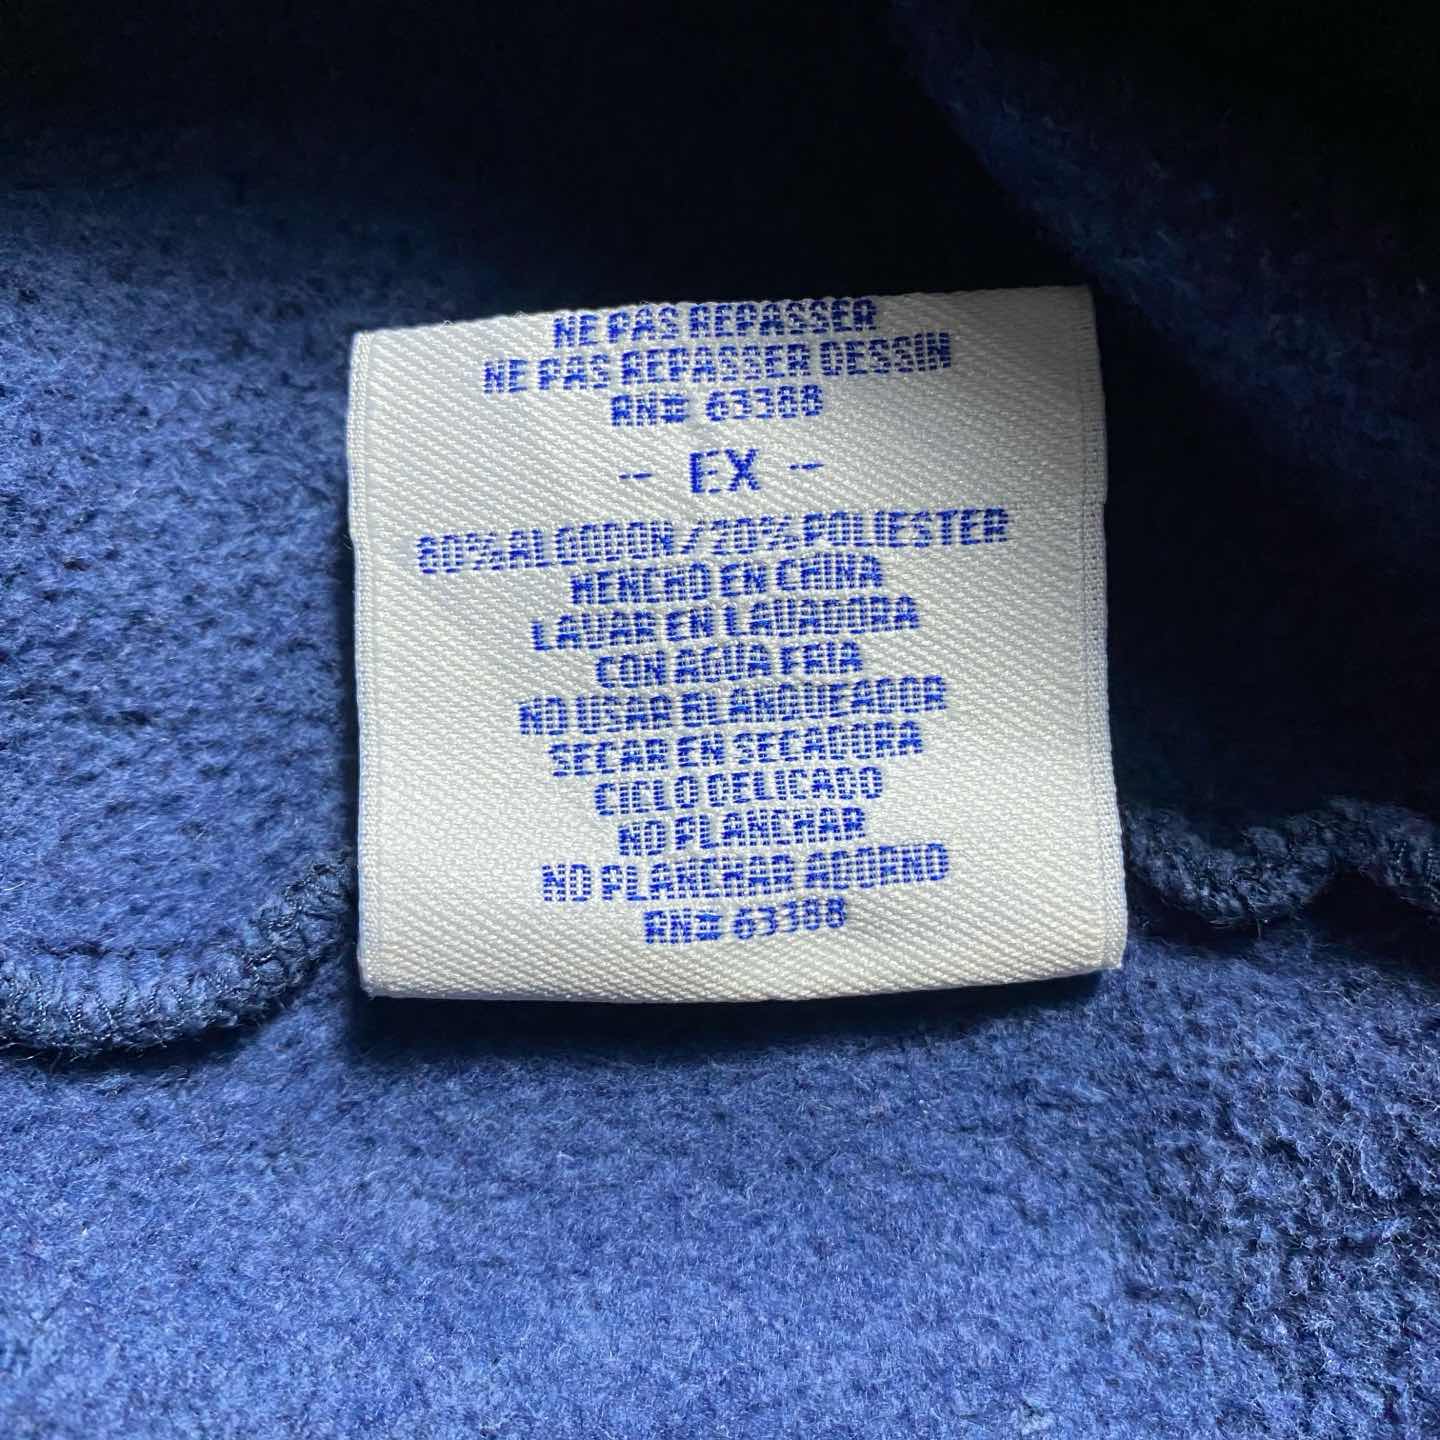 NE PAS REPASSER
NE PAS REPASSER DESSIN
RN# 63388
-- EX --
80%ALGODON/20%POLIESTER
HENCHO EN CHINA
LAVAR EN LAVADORA
CON AGUA FRIA
NO USAR BLANQUEADOR
SECAR EN SECADORA
CICLO DELICADO
NO PLANCHAR
NO PLANCHAR ADORNO
RN# 63388